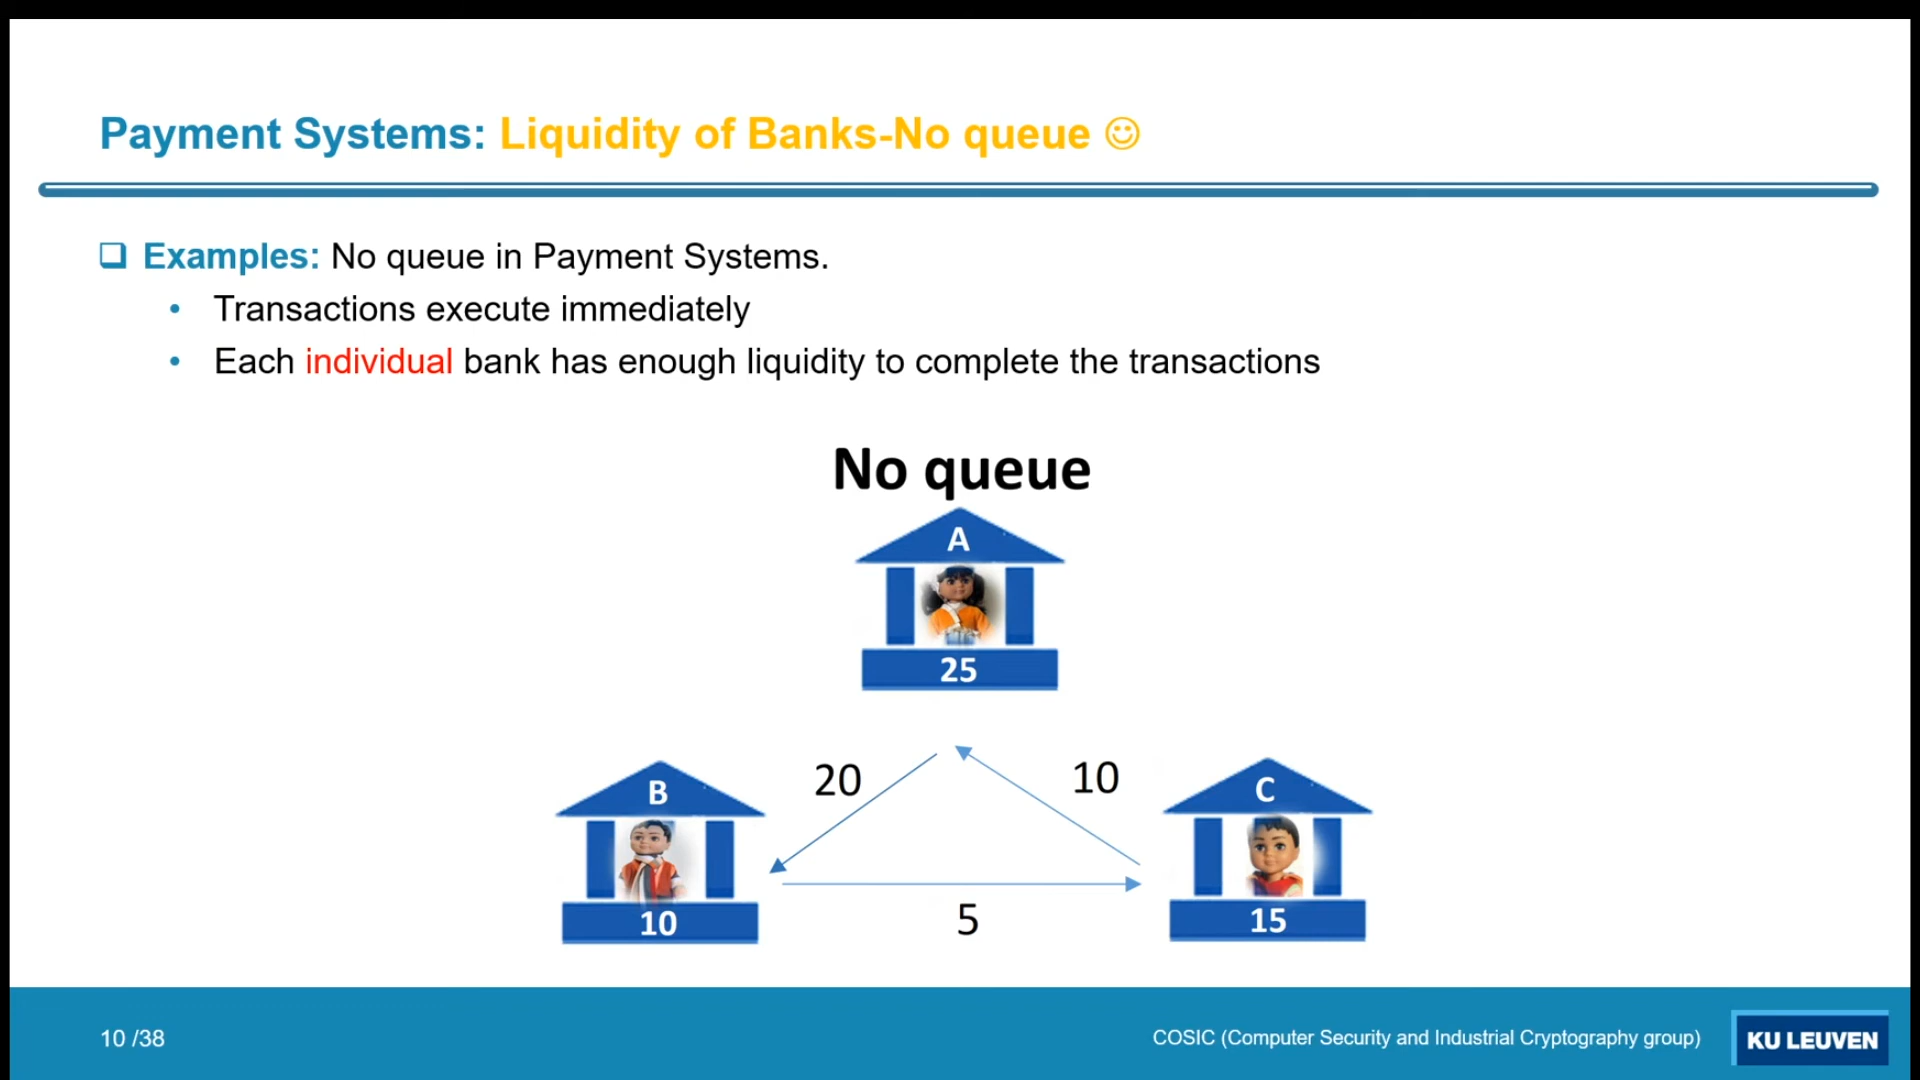 Payment Systems: Liquidity of Banks-No queue ☺
Examples: No queue in Payment Systems.
• Transactions execute immediately
• Each individual bank has enough liquidity to complete the transactions
No queue
A
25
20
10
B
C
10
15
5
10 /38
COSIC (Computer Security and Industrial Cryptography group)
KU LEUVEN